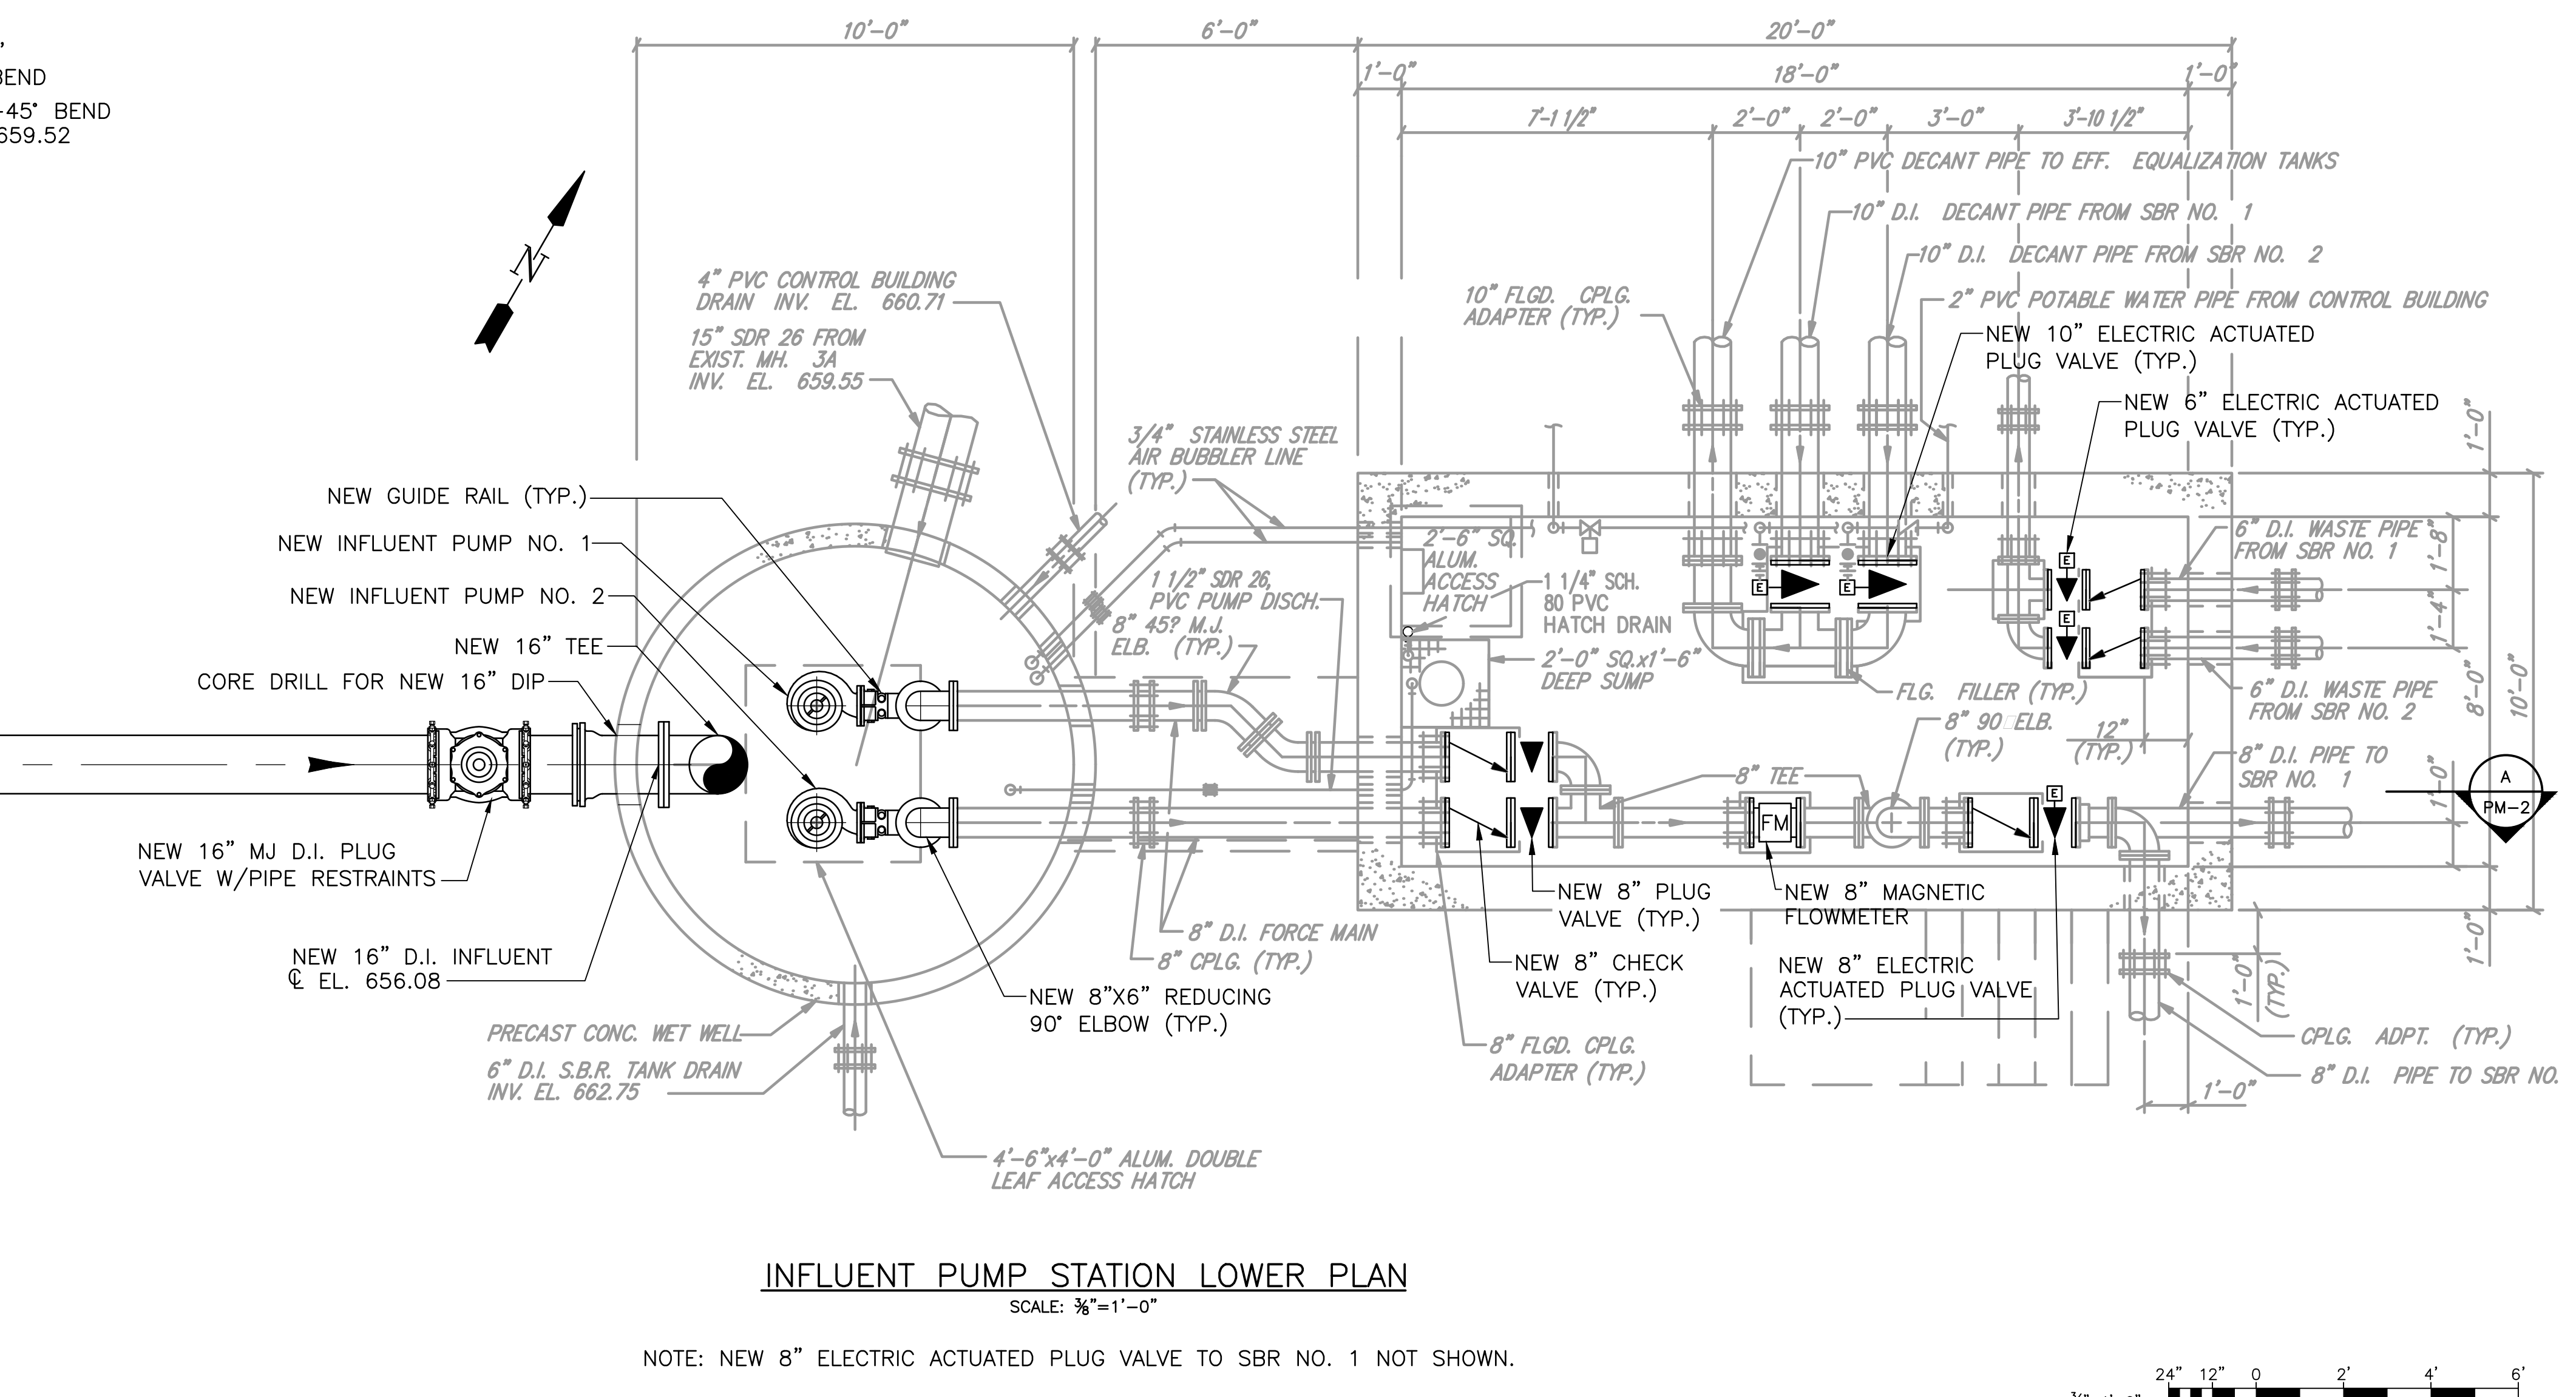 '
BEND
-45° BEND
659.52
10'-0"
6'-0"
20'-0"
1'-0"
18'-0"
1'-0"
7'-1 1/2"
2'-0"
2'-0"
3'-0"
3'-10 1/2"
10" PVC DECANT PIPE TO EFF. EQUALIZATION TANKS
10" D.I. DECANT PIPE FROM SBR NO. 1
10" D.I. DECANT PIPE FROM SBR NO. 2
2" PVC POTABLE WATER PIPE FROM CONTROL BUILDING
NEW 10" ELECTRIC ACTUATED
PLUG VALVE (TYP.)
NEW 6" ELECTRIC ACTUATED
PLUG VALVE (TYP.)
N
4" PVC CONTROL BUILDING
DRAIN INV. EL. 660.71
15" SDR 26 FROM
EXIST. MH. 3A
INV. EL. 659.55
10" FLGD. CPLG.
ADAPTER (TYP.)
3/4" STAINLESS STEEL
AIR BUBBLER LINE
(TYP.)
NEW GUIDE RAIL (TYP.)
NEW INFLUENT PUMP NO. 1
NEW INFLUENT PUMP NO. 2
NEW 16" TEE
CORE DRILL FOR NEW 16" DIP
1 1/2" SDR 26,
PVC PUMP DISCH.
8" 45? M.J.
ELB. (TYP.)
2'-6" SQ.
ALUM.
ACCESS
HATCH
1 1/4" SCH.
80 PVC
HATCH DRAIN
2'-0" SQ.x1'-6"
DEEP SUMP
E
E
E
E
6" D.I. WASTE PIPE
FROM SBR NO. 1
6" D.I. WASTE PIPE
FROM SBR NO. 2
FLG. FILLER (TYP.)
8" 90 ELB.
(TYP.)
12"
(TYP.)
8" TEE
8" D.I. PIPE TO
SBR NO. 1
1'-0"
1'-8"
1'-4"
8'-0"
10'-0"
1'-0"
1'-0"
A
PM-2
FM
E
NEW 16" MJ D.I. PLUG
VALVE W/PIPE RESTRAINTS
NEW 16" D.I. INFLUENT
℄ EL. 656.08
NEW 8" PLUG
VALVE (TYP.)
NEW 8" MAGNETIC
FLOWMETER
8" D.I. FORCE MAIN
8" CPLG. (TYP.)
NEW 8" CHECK
VALVE (TYP.)
NEW 8" ELECTRIC
ACTUATED PLUG VALVE
(TYP.)
1'-0"
(TYP.)
NEW 8"X6" REDUCING
90° ELBOW (TYP.)
PRECAST CONC. WET WELL
6" D.I. S.B.R. TANK DRAIN
INV. EL. 662.75
8" FLGD. CPLG.
ADAPTER (TYP.)
CPLG. ADPT. (TYP.)
8" D.I. PIPE TO SBR NO.
1'-0"
4'-6"x4'-0" ALUM. DOUBLE
LEAF ACCESS HATCH
INFLUENT PUMP STATION LOWER PLAN
SCALE: ⅜"=1'-0"
NOTE: NEW 8" ELECTRIC ACTUATED PLUG VALVE TO SBR NO. 1 NOT SHOWN.
24" 12" 0 2' 4' 6'